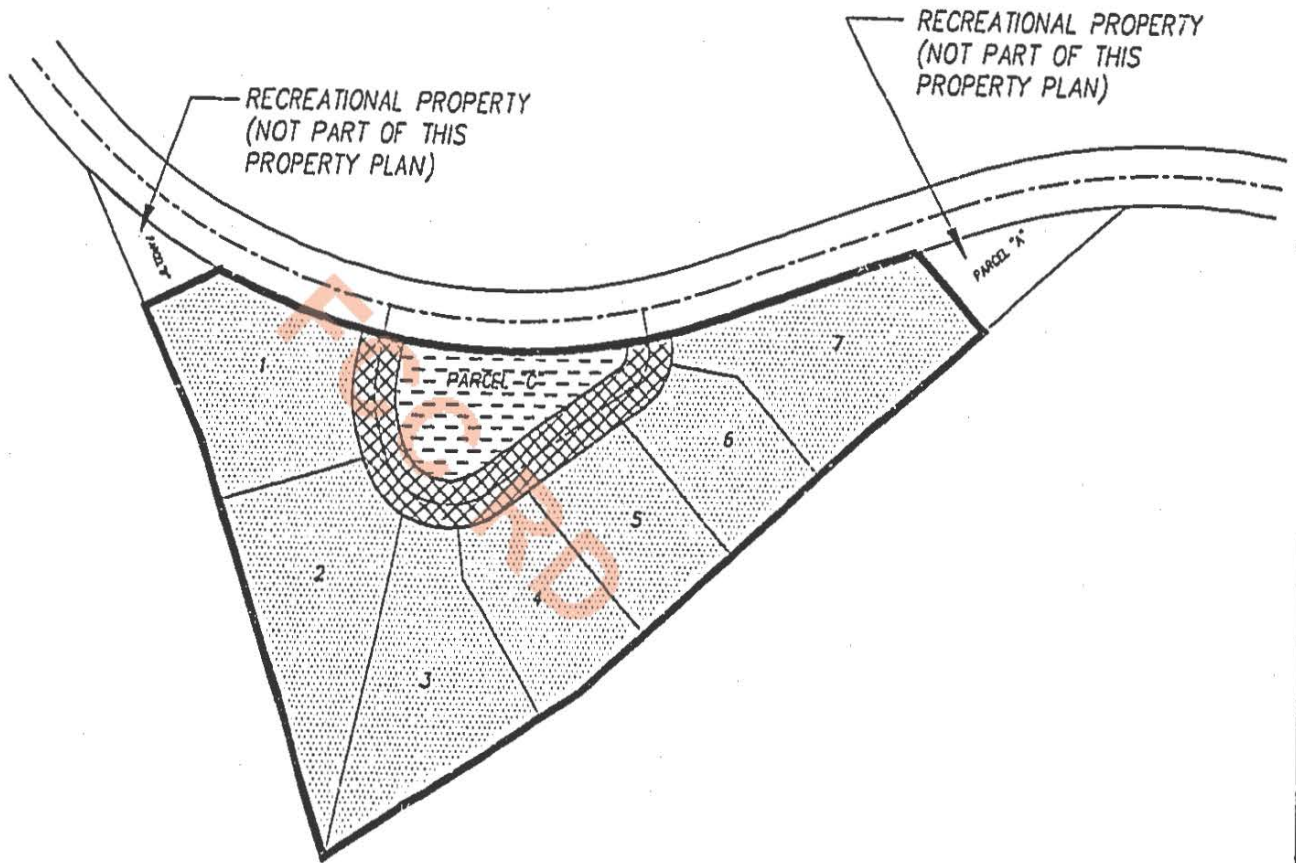 RECREATIONAL PROPERTY
(NOT PART OF THIS
PROPERTY PLAN)
RECREATIONAL PROPERTY
(NOT PART OF THIS
PROPERTY PLAN)
PARCEL "A"
PARCEL "C"
1
2
3
4
5
6
7